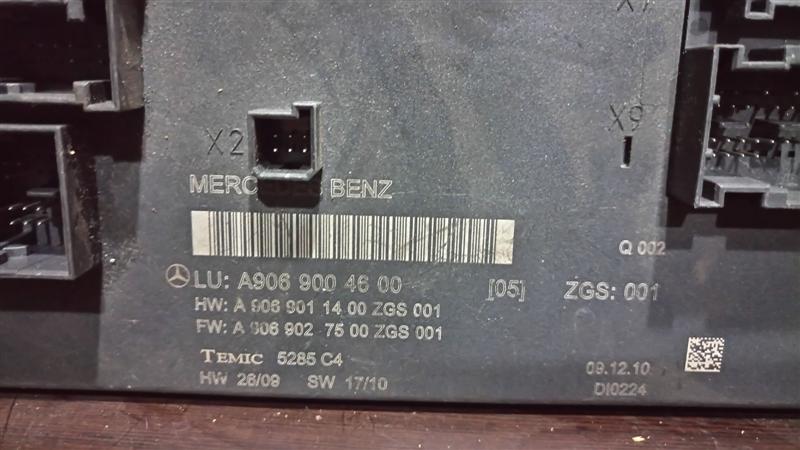 X7
X2
X9
MERCEDES BENZ
Q 002
LU: A906 900 46 00 [05] ZGS: 001
HW: A 906 901 14 00 ZGS 001
FW: A 906 902 75 00 ZGS 001
TEMIC 5285 C4
09.12.10
HW 26/09 SW 17/10
DI0224